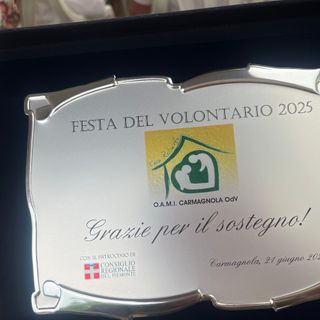 FESTA DEL VOLONTARIO 2025
O.A.M.I. CARMAGNOLA OdV
Grazie per il sostegno!
CON IL PATROCINIO DI
CONSIGLIO
REGIONALE
DEL PIEMONTE
Carmagnola, 21 giugno 202